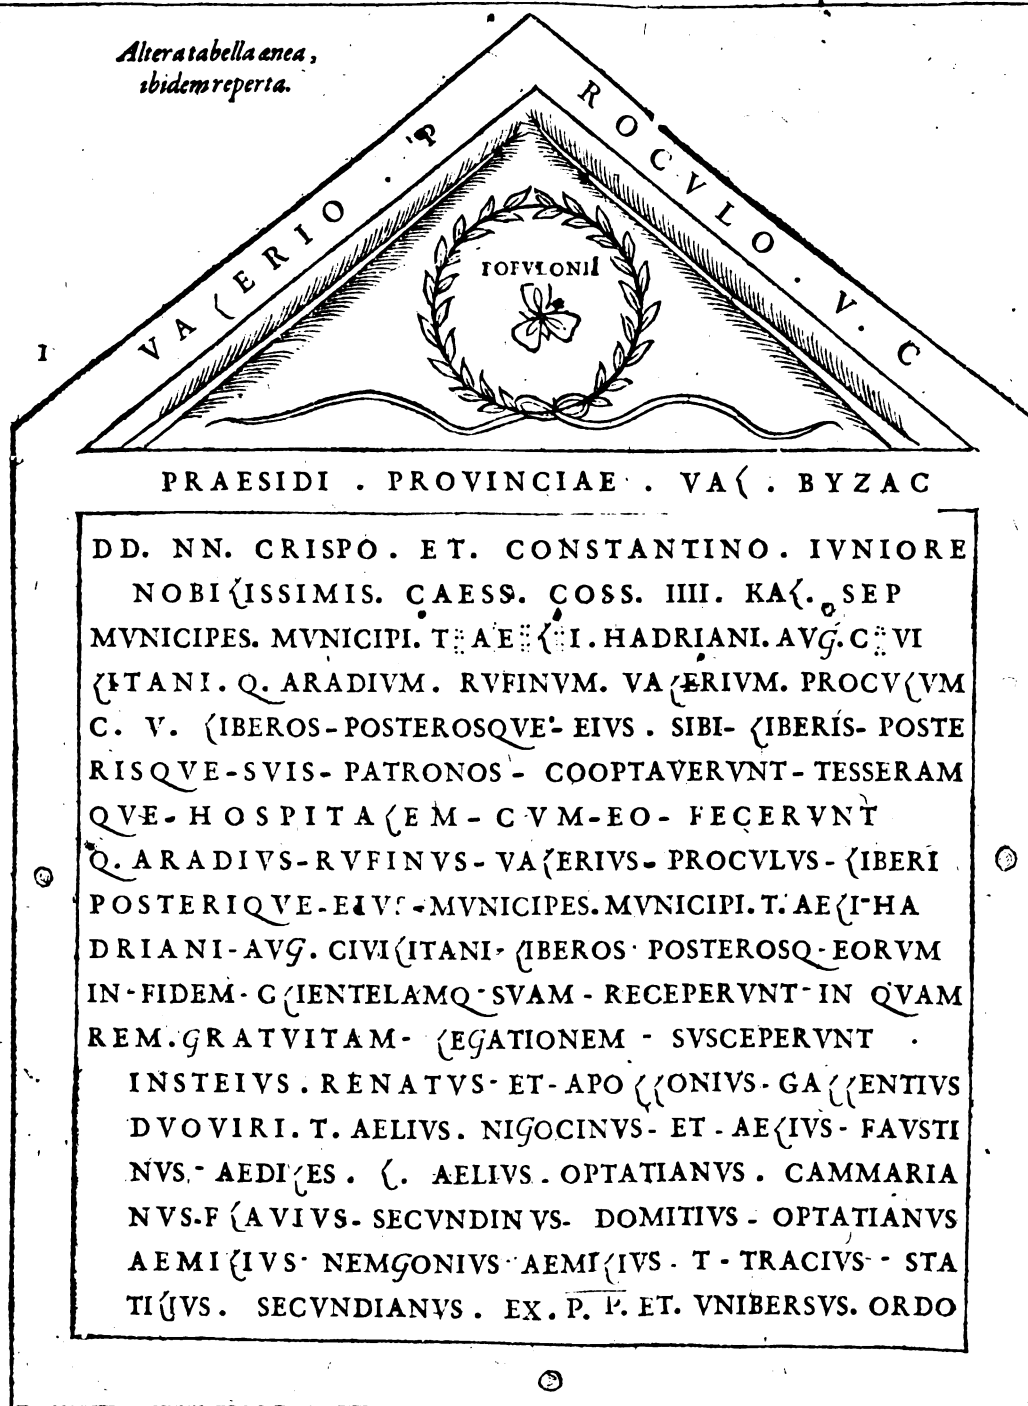 Altera tabella ænea,
ibidem reperta.
VALERIO . PROCVLO . V. C
POPVLONII
I
PRAESIDI . PROVINCIAE . VAL . BYZAC
DD. NN. CRISPO . ET. CONSTANTINO . IVNIORE
NOBILISSIMIS. CAESS. COSS. IIII. KAL. SEP
MVNICIPES. MVNICIPI. T A E L I . HADRIANI. AVG. C VI
LITANI . Q. ARADIVM . RVFINVM. VALERIVM. PROCVLVM
C. V. LIBEROS-POSTEROSQVE- EIVS . SIBI- LIBERIS- POSTE
RISQVE-SVIS- PATRONOS - COOPTAVERVNT-TESSERAM
QVE-HOSPITALEM-CVM-EO-FECERVNT
Q. ARADIVS-RVFINVS-VALERIVS-PROCVLVS-LIBERI
POSTERIQVE-EIVS-MVNICIPES.MVNICIPI.T.AELI-HA
DRIANI-AVG. CIVILITANI-LIBEROS POSTEROSQ-EORVM
IN-FIDEM-CLIENTELAMQ-SVAM-RECEPERVNT-IN QVAM
REM.GRATVITAM- LEGATIONEM - SVSCEPERVNT .
INSTEIVS . RENATVS-ET-APOLLONIVS-GALLENTIVS
DVOVIRI. T. AELIVS. NIGOCINVS- ET - AELIVS - FAVSTI
NVS,- AEDILES . L. AELIVS . OPTATIANVS . CAMMARIA
NVS-FLAVIVS-SECVNDINVS- DOMITIVS - OPTATIANVS
AEMILIVS- NEMGONIVS AEMILIVS . T - TRACIVS - STA
TILIVS . SECVNDIANVS . EX . P. P. ET. VNIBERSVS. ORDO